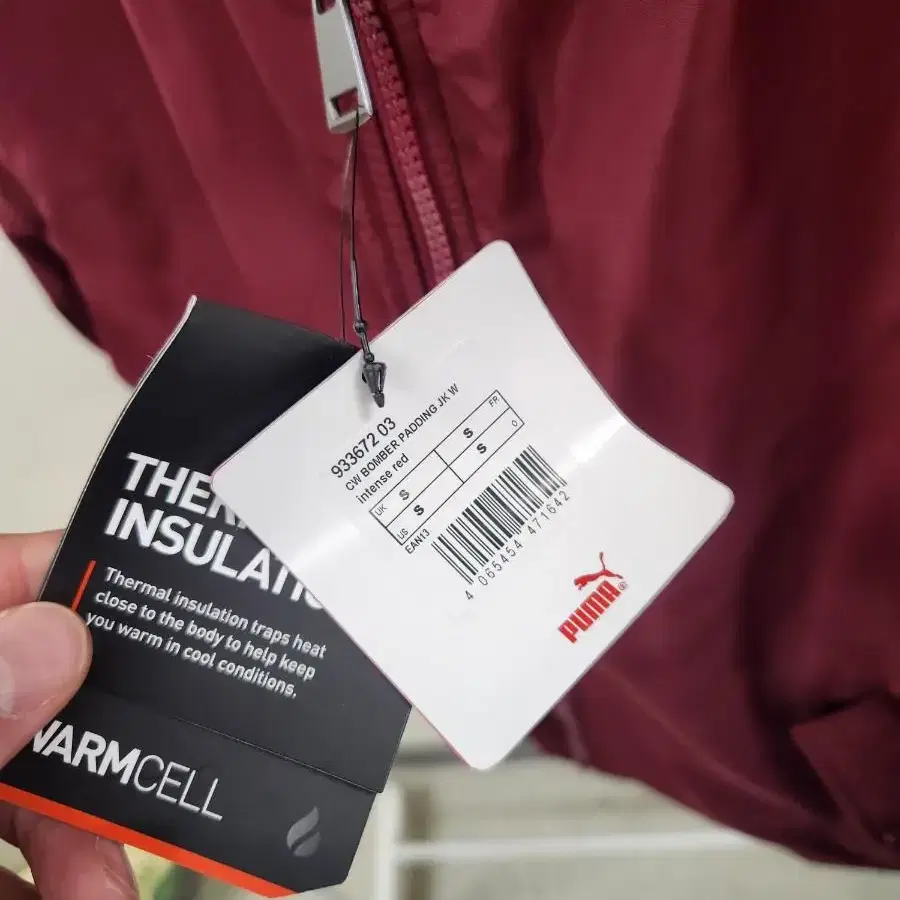 933672 03
CW BOMBER PADDING JK W
intense red
UK S S FR
US S S 0
EAN13
4 065454 471642
PUMA®
INSULATI
Thermal insulation traps heat
close to the body to help keep
you warm in cool conditions.
WARMCELL